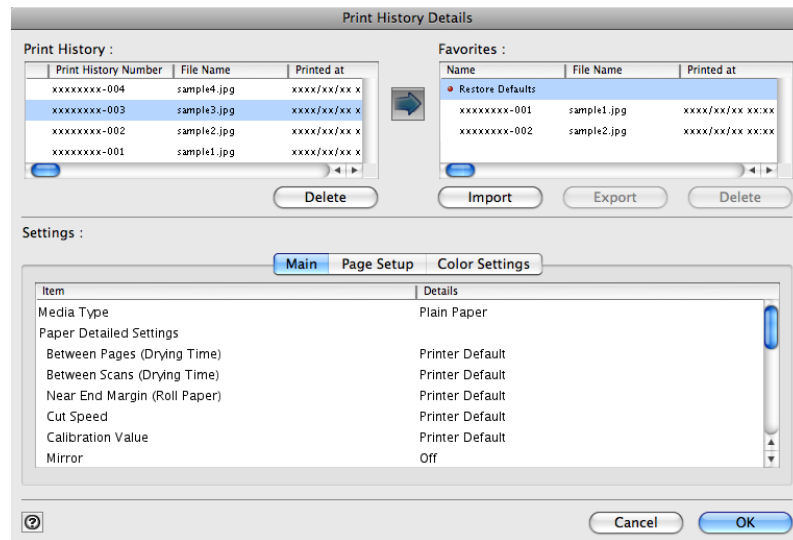 Print History Details
Print History :
Favorites :
Print History Number File Name Printed at
xxxxxxxx-004 sample4.jpg xxxx/xx/xx x
xxxxxxxx-003 sample3.jpg xxxx/xx/xx x
xxxxxxxx-002 sample2.jpg xxxx/xx/xx x
xxxxxxxx-001 sample1.jpg xxxx/xx/xx x
Name File Name Printed at
Restore Defaults
xxxxxxxx-001 sample1.jpg xxxx/xx/xx xx:xx
xxxxxxxx-002 sample2.jpg xxxx/xx/xx xx:xx
Delete
Import Export Delete
Settings :
Main Page Setup Color Settings
Item Details
Media Type Plain Paper
Paper Detailed Settings
Between Pages (Drying Time) Printer Default
Between Scans (Drying Time) Printer Default
Near End Margin (Roll Paper) Printer Default
Cut Speed Printer Default
Calibration Value Printer Default
Mirror Off
? Cancel OK